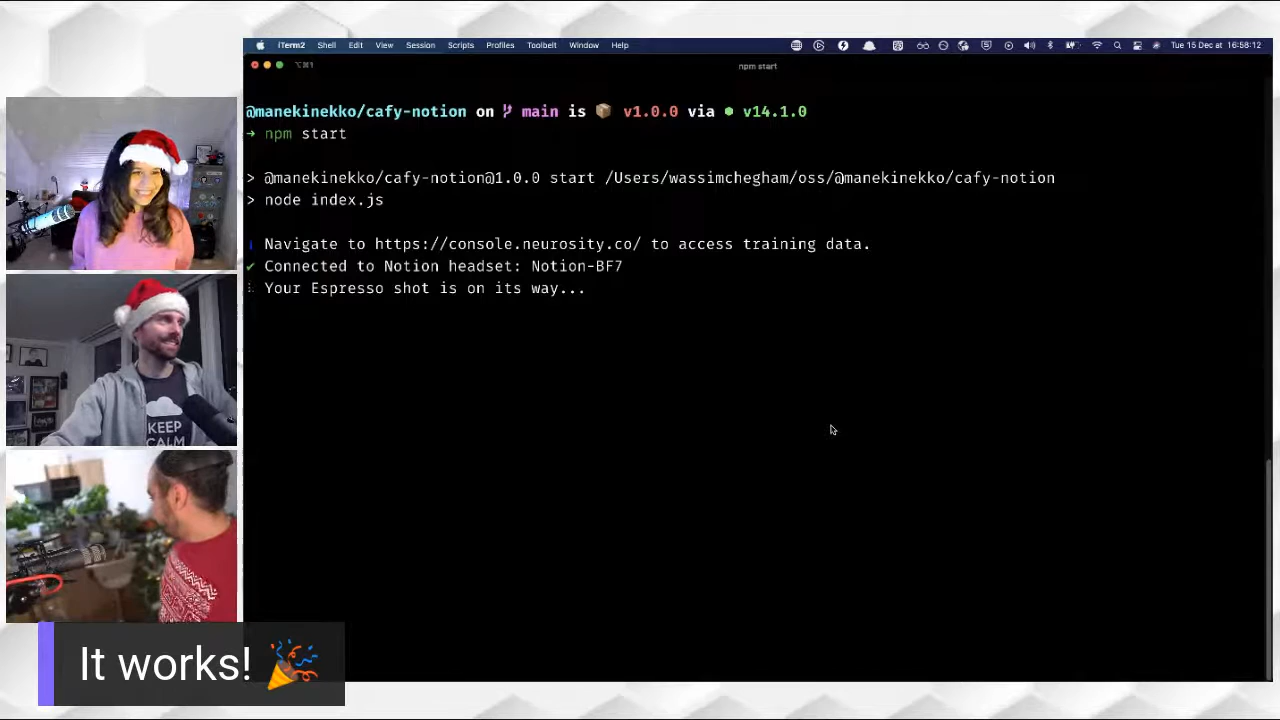 iTerm2 Shell Edit View Session Scripts Profiles Toolbelt Window Help
Tue 15 Dec at 16:58:12
⌥⌘1
npm start
@manekinekko/cafy-notion on main is 📦 v1.0.0 via ⬢ v14.1.0
➜ npm start
> @manekinekko/cafy-notion@1.0.0 start /Users/wassimchegham/oss/@manekinekko/cafy-notion
> node index.js
ℹ Navigate to https://console.neurosity.co/ to access training data.
✔ Connected to Notion headset: Notion-BF7
Your Espresso shot is on its way...
KEEP
CALM
It works! 🎉